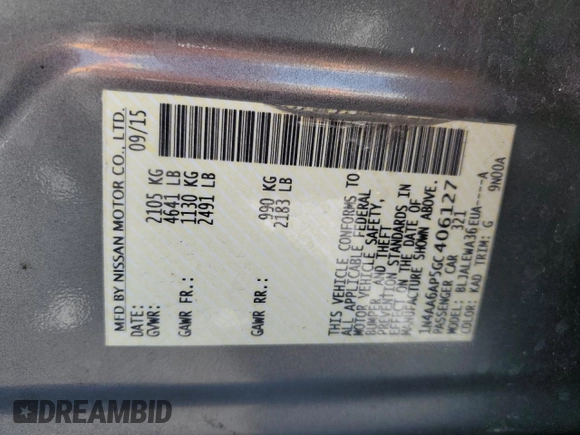 MFD BY NISSAN MOTOR CO., LTD.
DATE: 09/15
GVWR: 2105 KG
4641 LB
GAWR FR.: 1130 KG
2491 LB
GAWR RR.: 990 KG
2183 LB
THIS VEHICLE CONFORMS TO
ALL APPLICABLE FEDERAL
MOTOR VEHICLE SAFETY,
BUMPER, AND THEFT
PREVENTION STANDARDS IN
EFFECT ON THE DATE OF
MANUFACTURE SHOWN ABOVE.
1N4AA6AP5GC406127
PASSENGER CAR 321
MODEL: BLJALEWA36EUA----A
COLOR: KAD TRIM: G 9N00A
DREAMBID